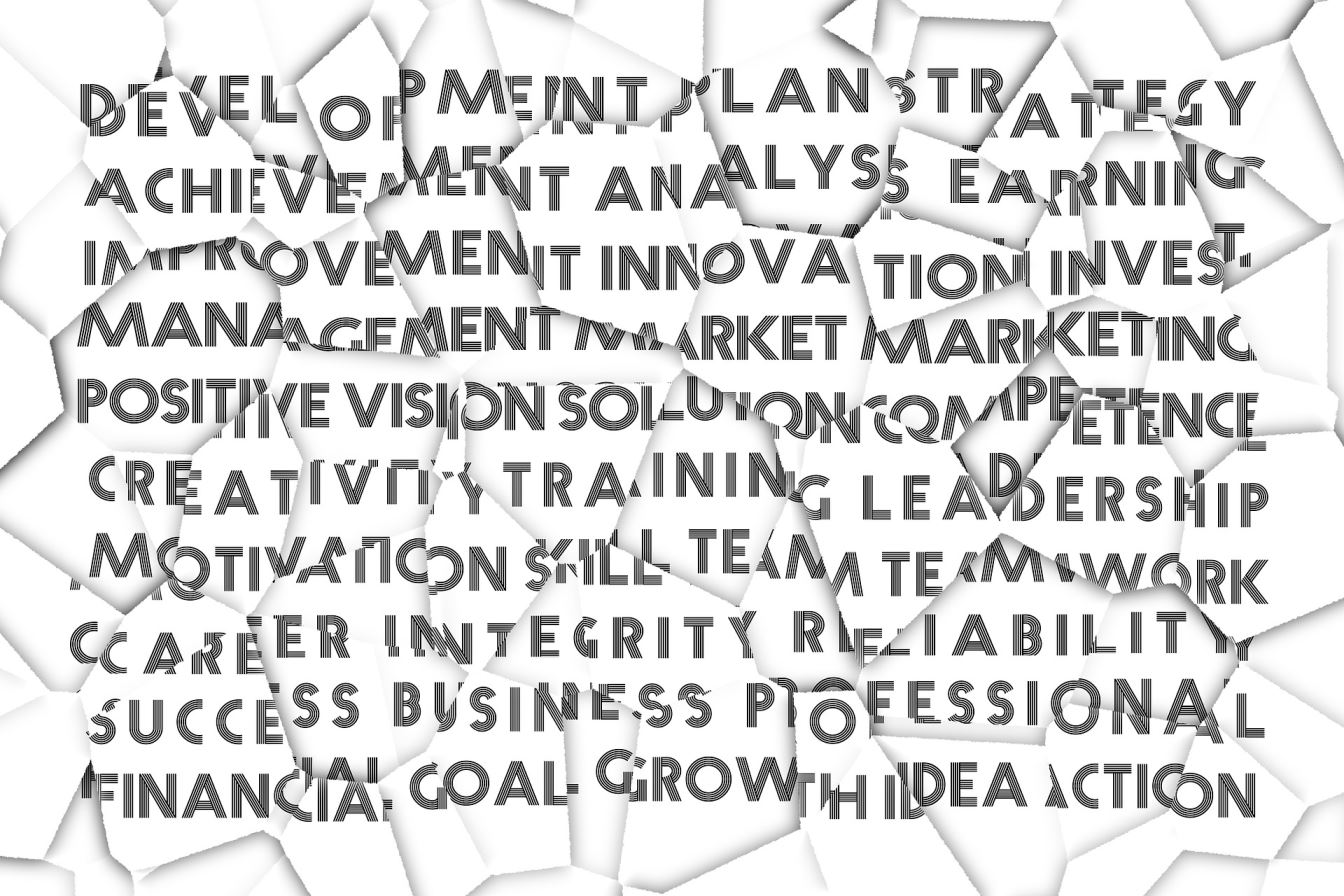 DEVELOPMENT PLAN STRATEGY
ACHIEVEMENT ANALYSIS EARNING
IMPROVEMENT INNOVATION INVEST.
MANAGEMENT MARKET MARKETING
POSITIVE VISION SOLUTION COMPETENCE
CREATIVITY TRAINING LEADERSHIP
MOTIVATION SKILL TEAM TEAMWORK
CAREER INTEGRITY RELIABILITY
SUCCESS BUSINESS PROFESSIONAL
FINANCIAL GOAL GROWTH IDEA ACTION